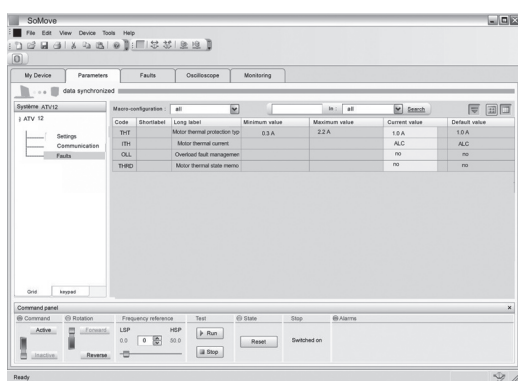 SoMove
File Edit View Device Tools Help
My Device Parameters Faults Oscilloscope Monitoring
data synchronized
Système ATV12
ATV 12
Settings
Communication
Faults
Grid keypad
Macro-configuration : all In : all Search
Code Shortlabel Long label Minimum value Maximum value Current value Default value
THT Motor thermal protection typ 0.3 A 2.2 A 1.0 A 1.0 A
ITH Motor thermal current ALC ALC
OLL Overload fault managemen no no
THRD Motor thermal state memo no no
Command panel
Command Rotation Frequency reference Test State Stop Alarms
Active Forward LSP HSP Run
0.0 0 50.0 Reset Switched on
Inactive Reverse Stop
Ready